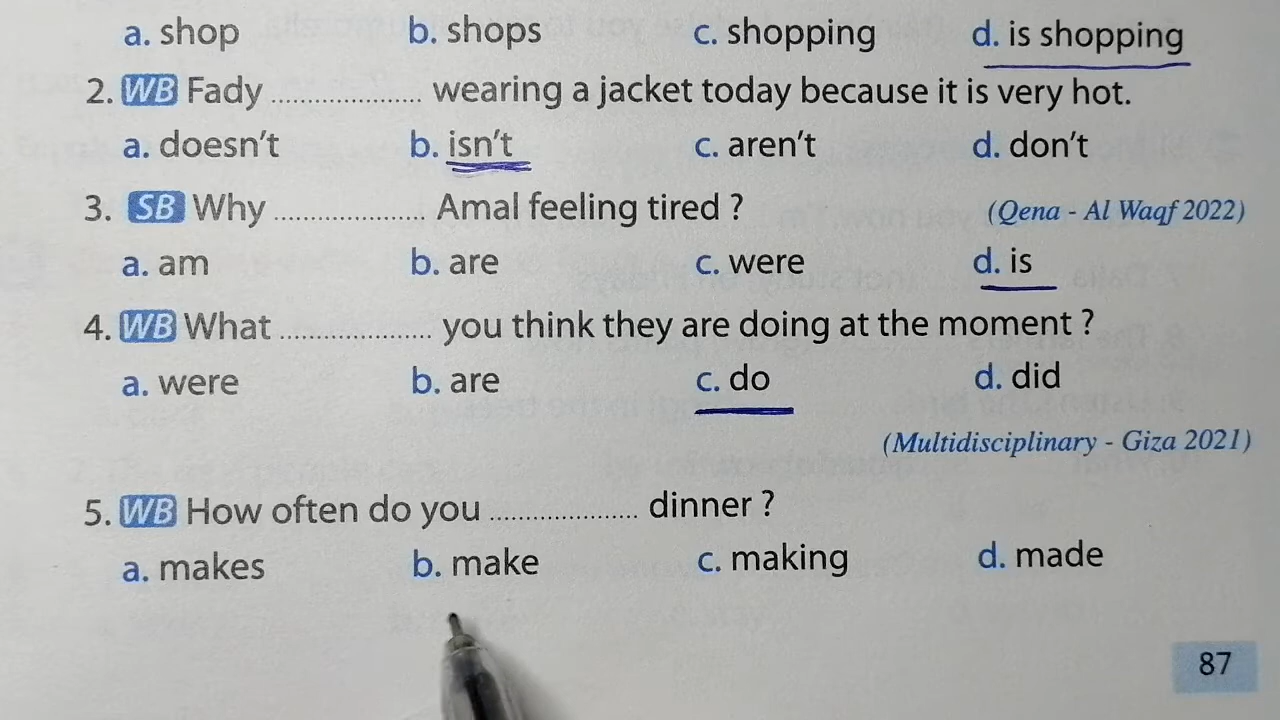 a. shop b. shops c. shopping d. is shopping
2. WB Fady .................... wearing a jacket today because it is very hot.
a. doesn't b. isn't c. aren't d. don't
3. SB Why .................... Amal feeling tired ? (Qena - Al Waqf 2022)
a. am b. are c. were d. is
4. WB What .................... you think they are doing at the moment ?
a. were b. are c. do d. did
(Multidisciplinary - Giza 2021)
5. WB How often do you .................... dinner ?
a. makes b. make c. making d. made
87